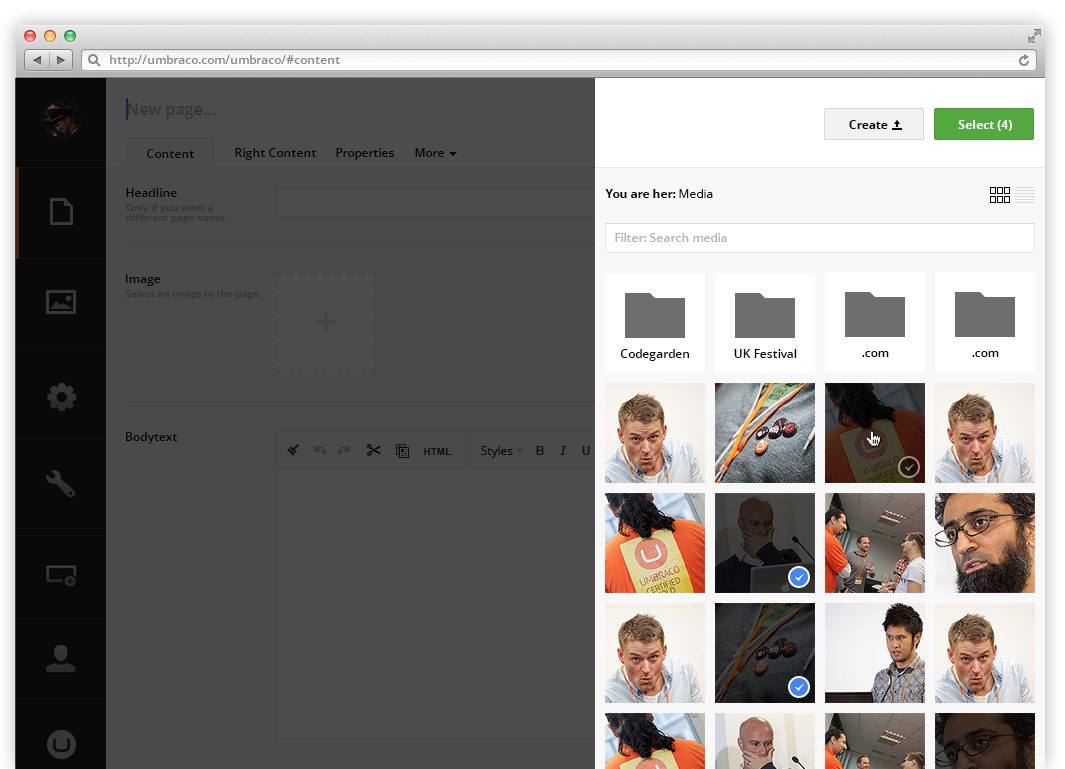 http://umbraco.com/umbraco/#content
New page...
Create
Select (4)
Content
Right Content
Properties
More
You are her: Media
Headline
Only if you want a
different page name.
Filter: Search media
Image
Select an image to the page.
Codegarden
UK Festival
.com
.com
Bodytext
HTML
Styles
B
I
U
UMBRACO
CERTIFIED
UMBRACO
CERTIFIED